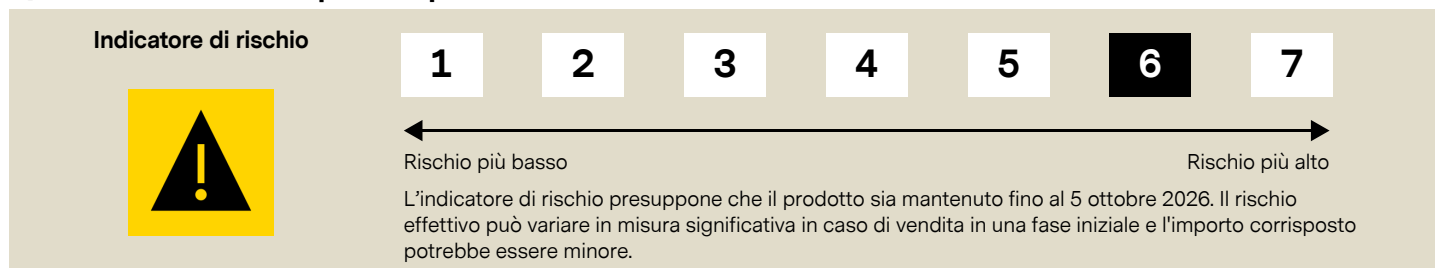 Indicatore di rischio
1 2 3 4 5 6 7
Rischio più basso Rischio più alto
L'indicatore di rischio presuppone che il prodotto sia mantenuto fino al 5 ottobre 2026. Il rischio
effettivo può variare in misura significativa in caso di vendita in una fase iniziale e l'importo corrisposto
potrebbe essere minore.